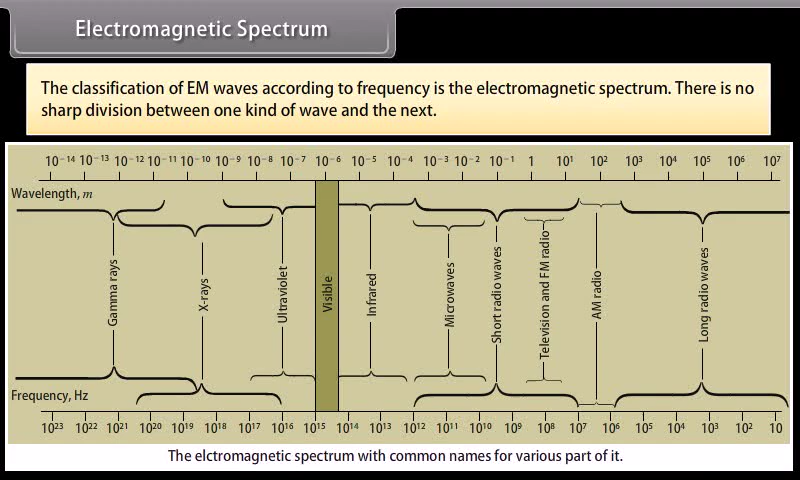 Electromagnetic Spectrum
The classification of EM waves according to frequency is the electromagnetic spectrum. There is no
sharp division between one kind of wave and the next.
10⁻¹⁴ 10⁻¹³ 10⁻¹² 10⁻¹¹ 10⁻¹⁰ 10⁻⁹ 10⁻⁸ 10⁻⁷ 10⁻⁶ 10⁻⁵ 10⁻⁴ 10⁻³ 10⁻² 10⁻¹ 1 10¹ 10² 10³ 10⁴ 10⁵ 10⁶ 10⁷
Wavelength, m
Gamma rays
X-rays
Ultraviolet
Visible
Infrared
Microwaves
Short radio waves
Television and FM radio
AM radio
Long radio waves
Frequency, Hz
10²³ 10²² 10²¹ 10²⁰ 10¹⁹ 10¹⁸ 10¹⁷ 10¹⁶ 10¹⁵ 10¹⁴ 10¹³ 10¹² 10¹¹ 10¹⁰ 10⁹ 10⁸ 10⁷ 10⁶ 10⁵ 10⁴ 10³ 10² 10
The elctromagnetic spectrum with common names for various part of it.